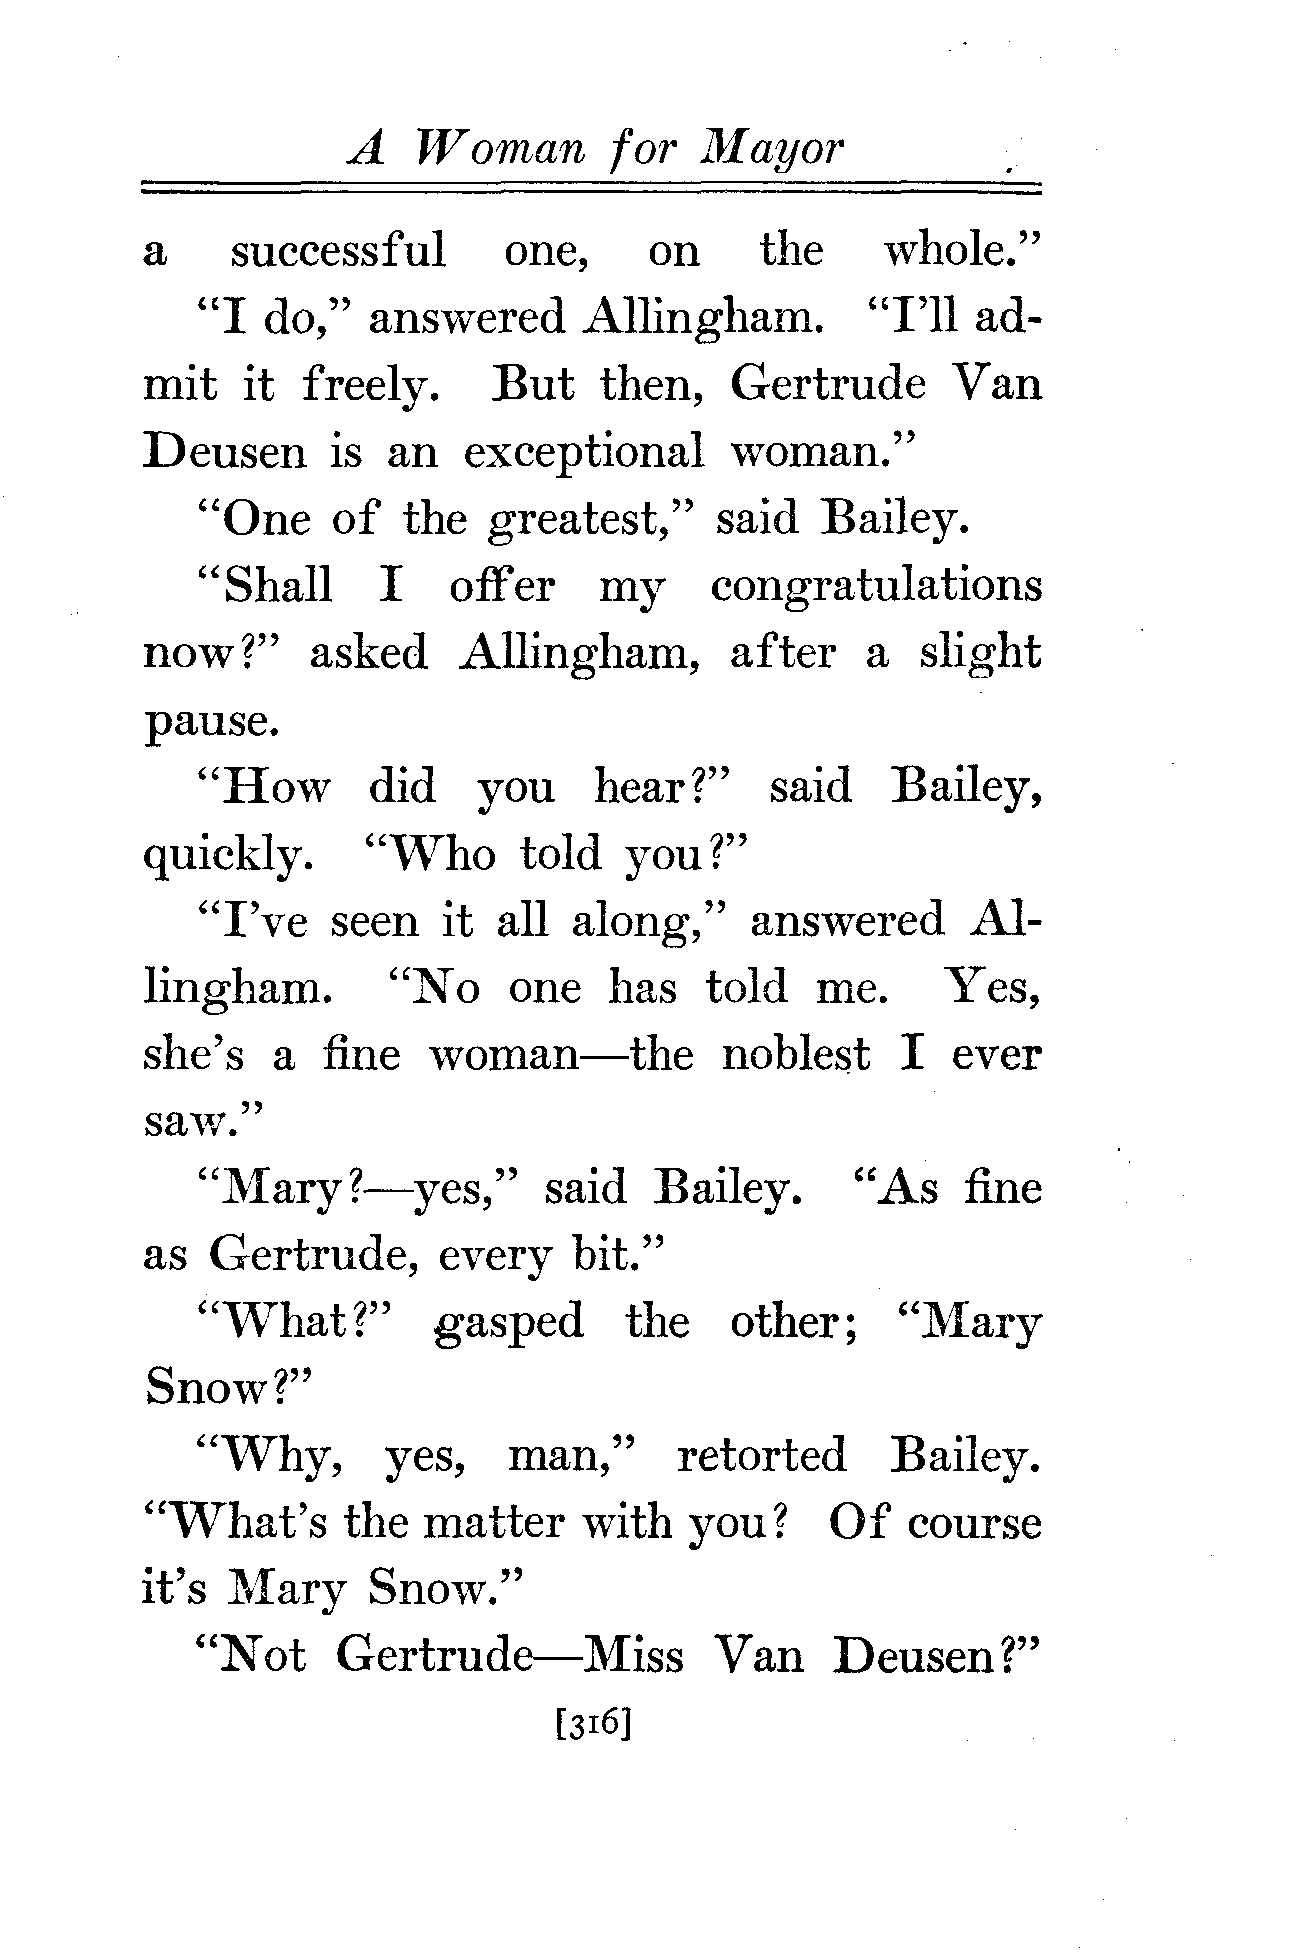 A Woman for Mayor
a successful one, on the whole.”
“I do,” answered Allingham. “I’ll ad-
mit it freely. But then, Gertrude Van
Deusen is an exceptional woman.”
“One of the greatest,” said Bailey.
“Shall I offer my congratulations
now?” asked Allingham, after a slight
pause.
“How did you hear?” said Bailey,
quickly. “Who told you?”
“I’ve seen it all along,” answered Al-
lingham. “No one has told me. Yes,
she’s a fine woman—the noblest I ever
saw.”
“Mary?—yes,” said Bailey. “As fine
as Gertrude, every bit.”
“What?” gasped the other; “Mary
Snow?”
“Why, yes, man,” retorted Bailey.
“What’s the matter with you? Of course
it’s Mary Snow.”
“Not Gertrude—Miss Van Deusen?”
[316]